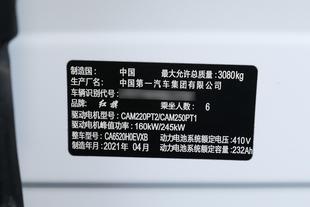 制造国：中国 最大允许总质量：3080kg
生产厂名：中国第一汽车集团有限公司
车辆识别代号：
品牌：红旗 乘坐人数：6
驱动电机型号：CAM220PT2/CAM250PT1
驱动电机峰值功率：160kW/245kW
整车型号：CA6520H0EVXB 动力电池系统额定电压：410V
制造年月：2021年04月 动力电池系统额定容量：232Ah